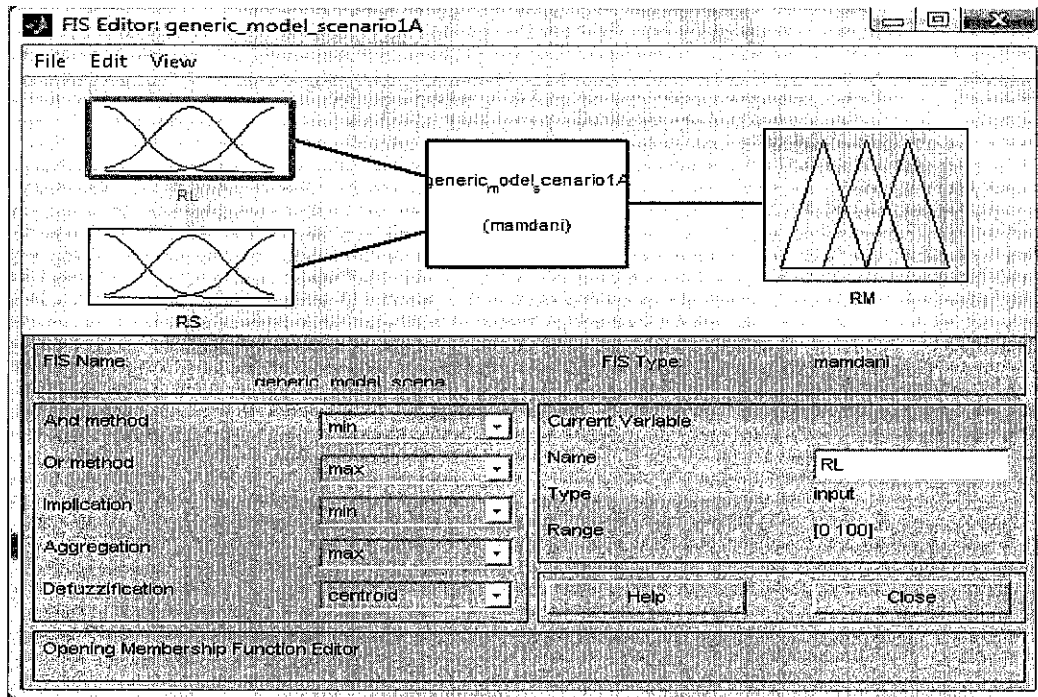 FIS Editor: generic_model_scenario1A
File Edit View
RL
RS
generic_model_scenario1A
(mamdani)
RM
FIS Name: generic_model_scena
FIS Type: mamdani
And method min
Or method max
Implication min
Aggregation max
Defuzzification centroid
Current Variable
Name RL
Type input
Range [0 100]
Help Close
Opening Membership Function Editor